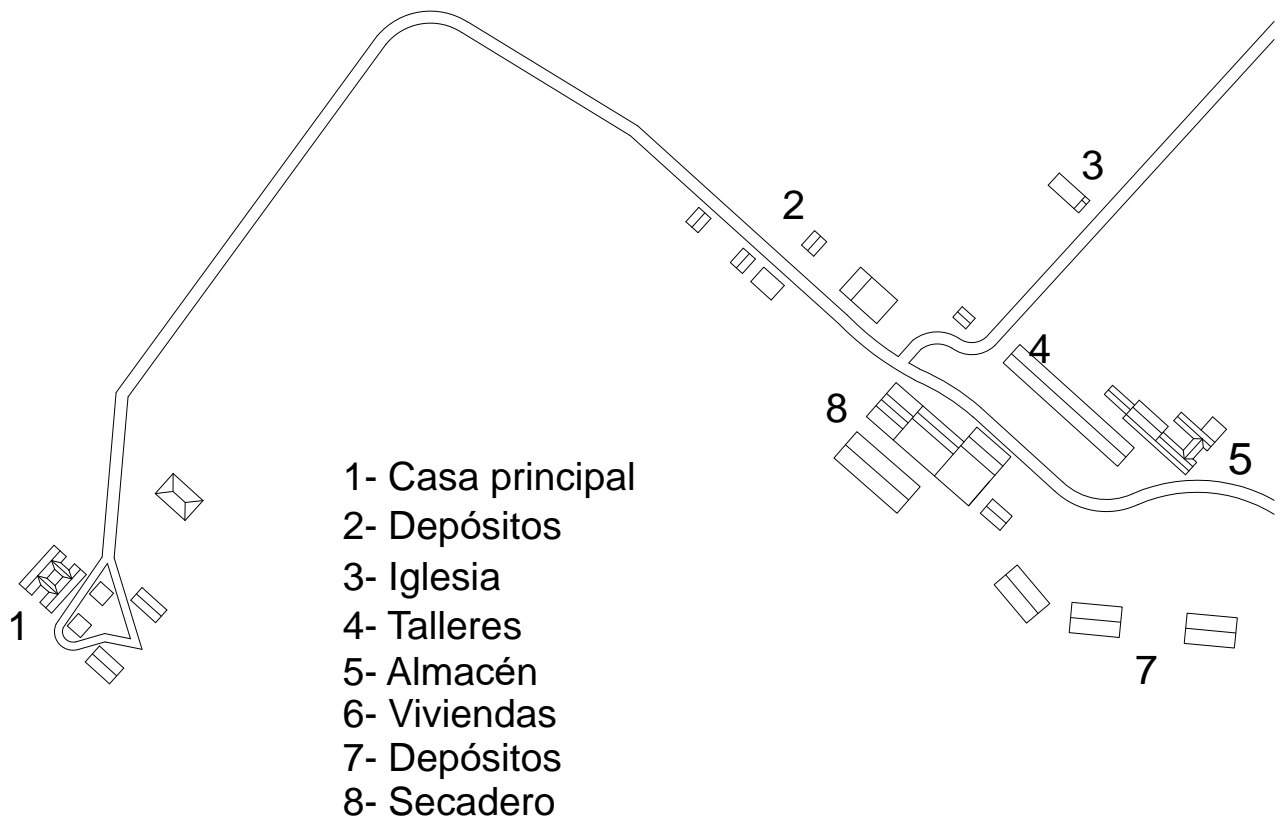 3
2
4
8
5
1- Casa principal
2- Depósitos
3- Iglesia
1
4- Talleres
7
5- Almacén
6- Viviendas
7- Depósitos
8- Secadero